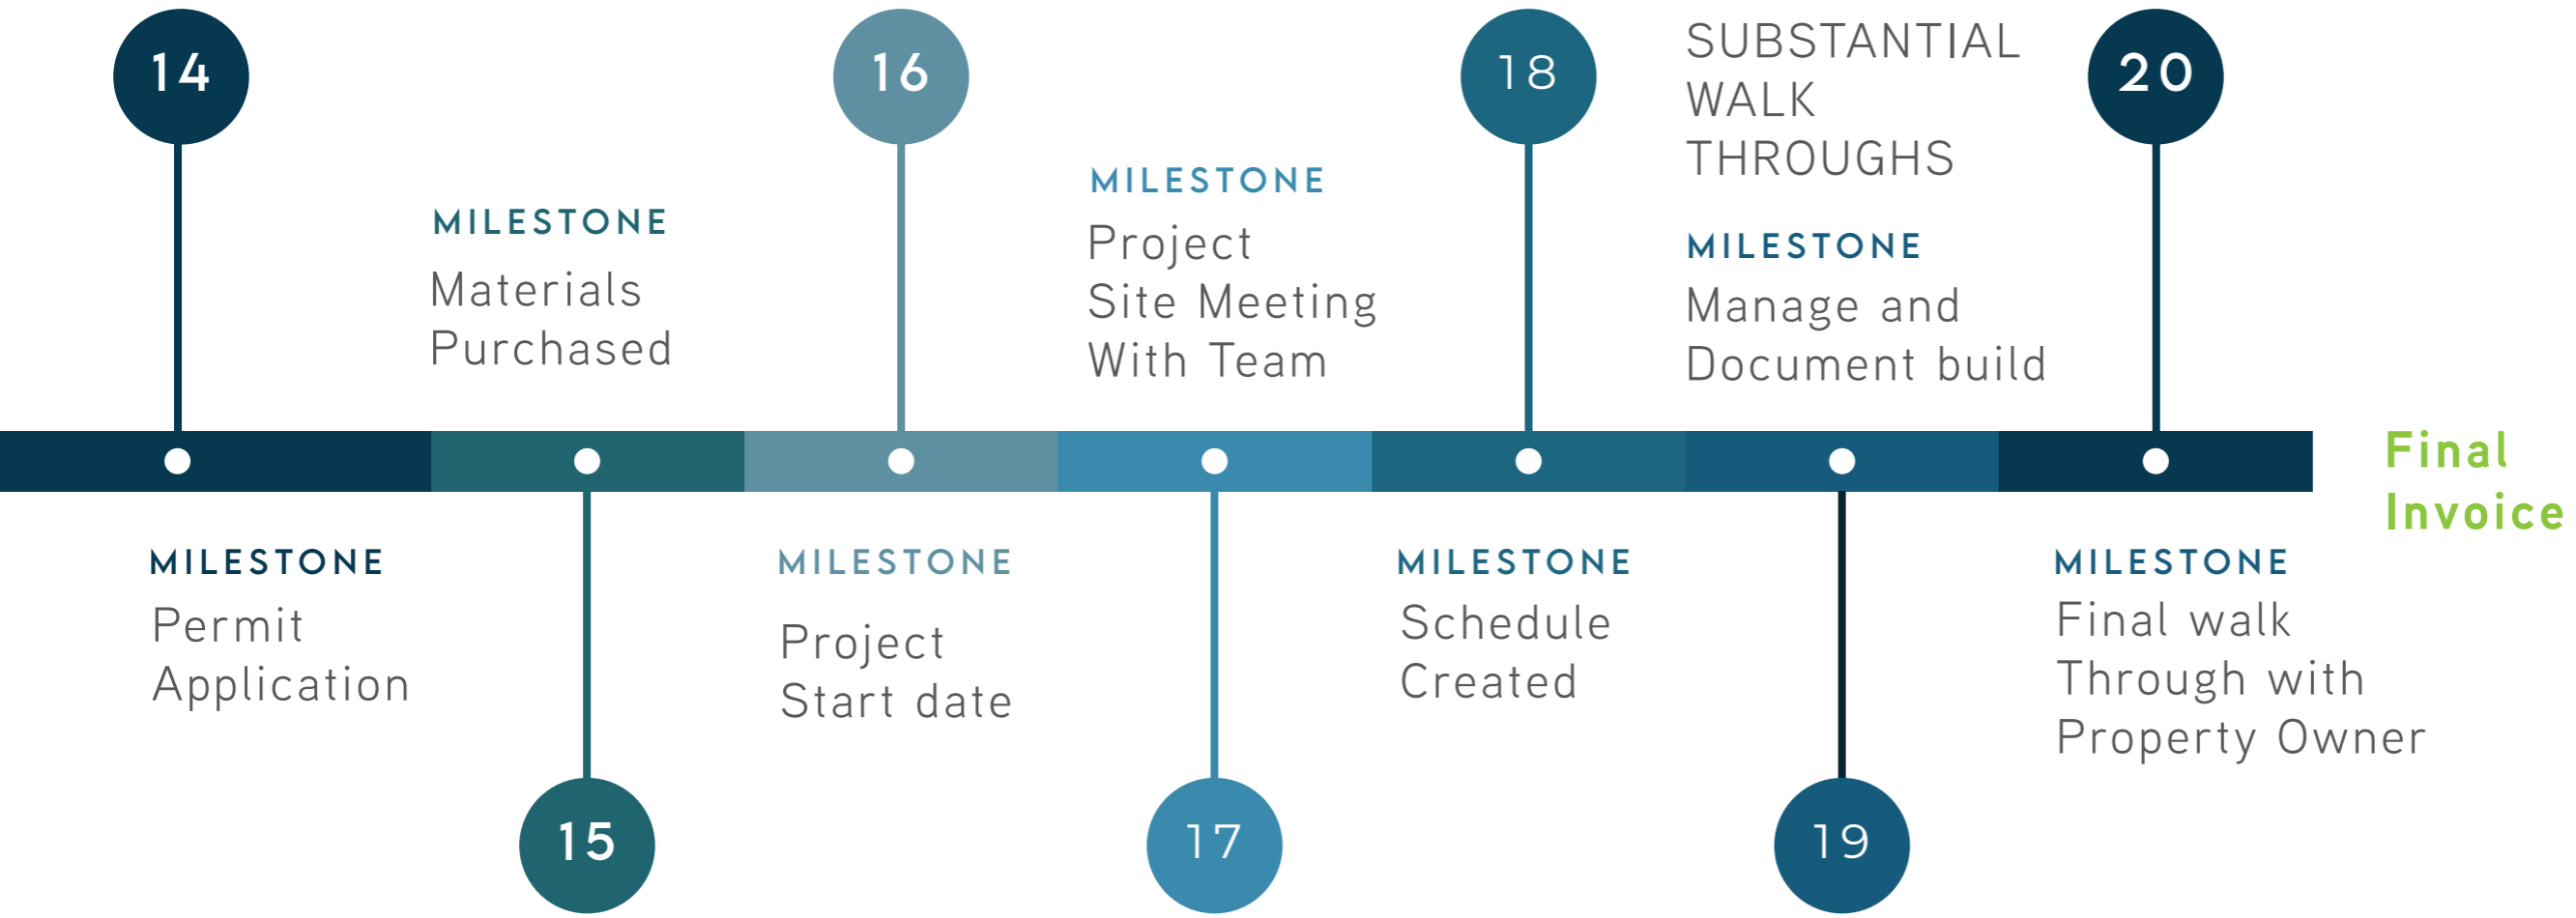 14
MILESTONE
Permit
Application
MILESTONE
Materials
Purchased
15
16
MILESTONE
Project
Start date
MILESTONE
Project
Site Meeting
With Team
17
18
MILESTONE
Schedule
Created
SUBSTANTIAL
WALK
THROUGHS
MILESTONE
Manage and
Document build
19
20
MILESTONE
Final walk
Through with
Property Owner
Final
Invoice